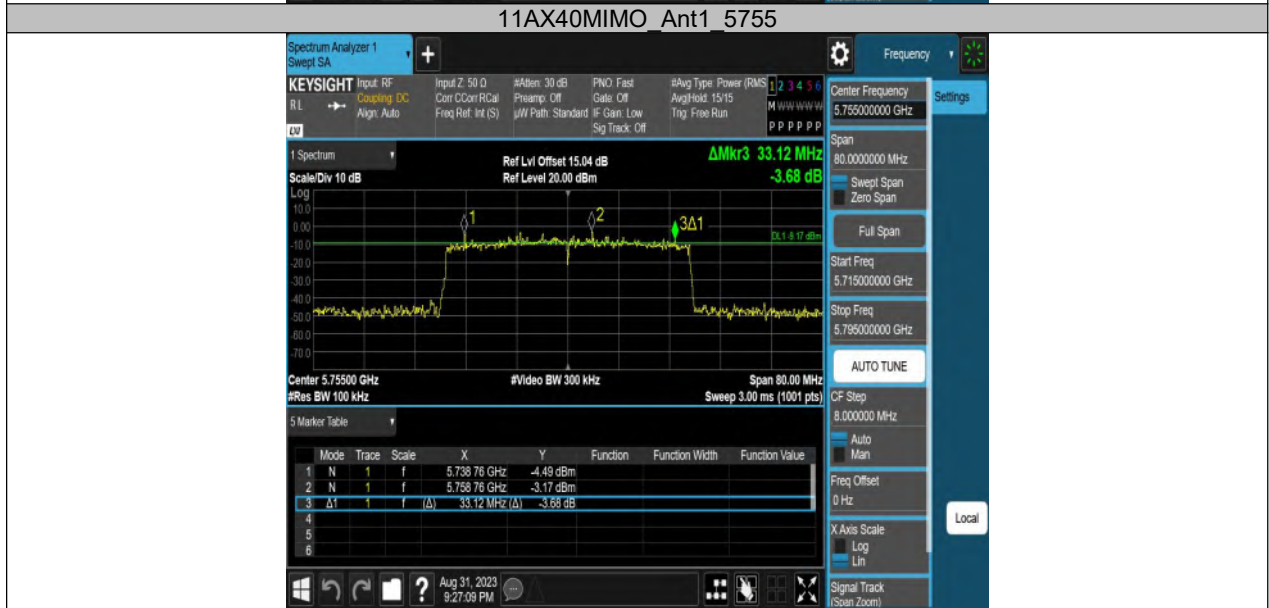 11AX40MIMO_Ant1_5755
Spectrum Analyzer 1
Swept SA
+
Frequency
KEYSIGHT
RL
LXI
Input: RF
Coupling: DC
Align: Auto
Input Z: 50 Ω
Corr CCorr RCal
Freq Ref: Int (S)
#Atten: 30 dB
Preamp: Off
µW Path: Standard
PNO: Fast
Gate: Off
IF Gain: Low
Sig Track: Off
#Avg Type: Power (RMS
Avg|Hold: 15/15
Trig: Free Run
1 2 3 4 5 6
M W W W W W
P P P P P P
1 Spectrum
Scale/Div 10 dB
Ref Lvl Offset 15.04 dB
Ref Level 20.00 dBm
ΔMkr3 33.12 MHz
-3.68 dB
Log
10.0
0.00
-10.0
-20.0
-30.0
-40.0
-50.0
-60.0
-70.0
1
2
3Δ1
DL1 -9.17 dBm
Center 5.75500 GHz
#Res BW 100 kHz
#Video BW 300 kHz
Span 80.00 MHz
Sweep 3.00 ms (1001 pts)
5 Marker Table
Mode Trace Scale X Y Function Function Width Function Value
1 N 1 f 5.738 76 GHz -4.49 dBm
2 N 1 f 5.758 76 GHz -3.17 dBm
3 Δ1 1 f (Δ) 33.12 MHz (Δ) -3.68 dB
4
5
6
Center Frequency
5.755000000 GHz
Settings
Span
80.0000000 MHz
Swept Span
Zero Span
Full Span
Start Freq
5.715000000 GHz
Stop Freq
5.795000000 GHz
AUTO TUNE
CF Step
8.000000 MHz
Auto
Man
Freq Offset
0 Hz
X Axis Scale
Log
Lin
Local
Signal Track
(Span Zoom)
?
Aug 31, 2023
9:27:09 PM